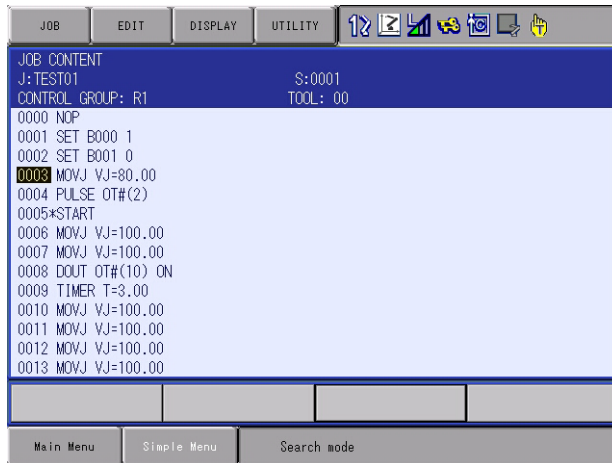 JOB EDIT DISPLAY UTILITY
JOB CONTENT
J:TEST01 S:0001
CONTROL GROUP: R1 TOOL: 00
0000 NOP
0001 SET B000 1
0002 SET B001 0
0003 MOVJ VJ=80.00
0004 PULSE OT#(2)
0005*START
0006 MOVJ VJ=100.00
0007 MOVJ VJ=100.00
0008 DOUT OT#(10) ON
0009 TIMER T=3.00
0010 MOVJ VJ=100.00
0011 MOVJ VJ=100.00
0012 MOVJ VJ=100.00
0013 MOVJ VJ=100.00
Main Menu Simple Menu Search mode